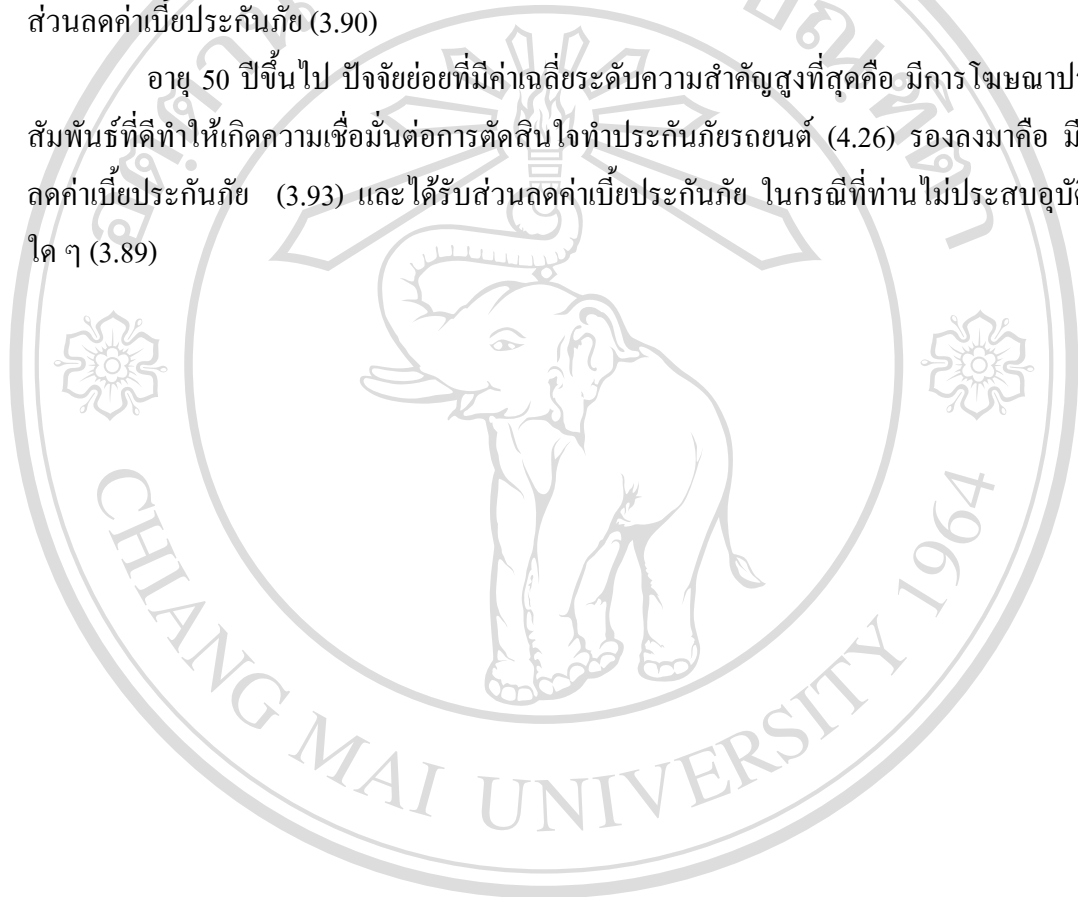 ส่วนลดค่าเบี้ยประกันภัย (3.90)
อายุ 50 ปีขึ้นไป ปัจจัยย่อยที่มีค่าเฉลี่ยระดับความสำคัญสูงที่สุดคือ มีการโฆษณาปร
สัมพันธ์ที่ดีทำให้เกิดความเชื่อมั่นต่อการตัดสินใจทำประกันภัยรถยนต์ (4.26) รองลงมาคือ มี
ลดค่าเบี้ยประกันภัย (3.93) และได้รับส่วนลดค่าเบี้ยประกันภัย ในกรณีที่ท่านไม่ประสบอุบัติ
ใด ๆ (3.89)
CHIANG MAI UNIVERSITY 1964